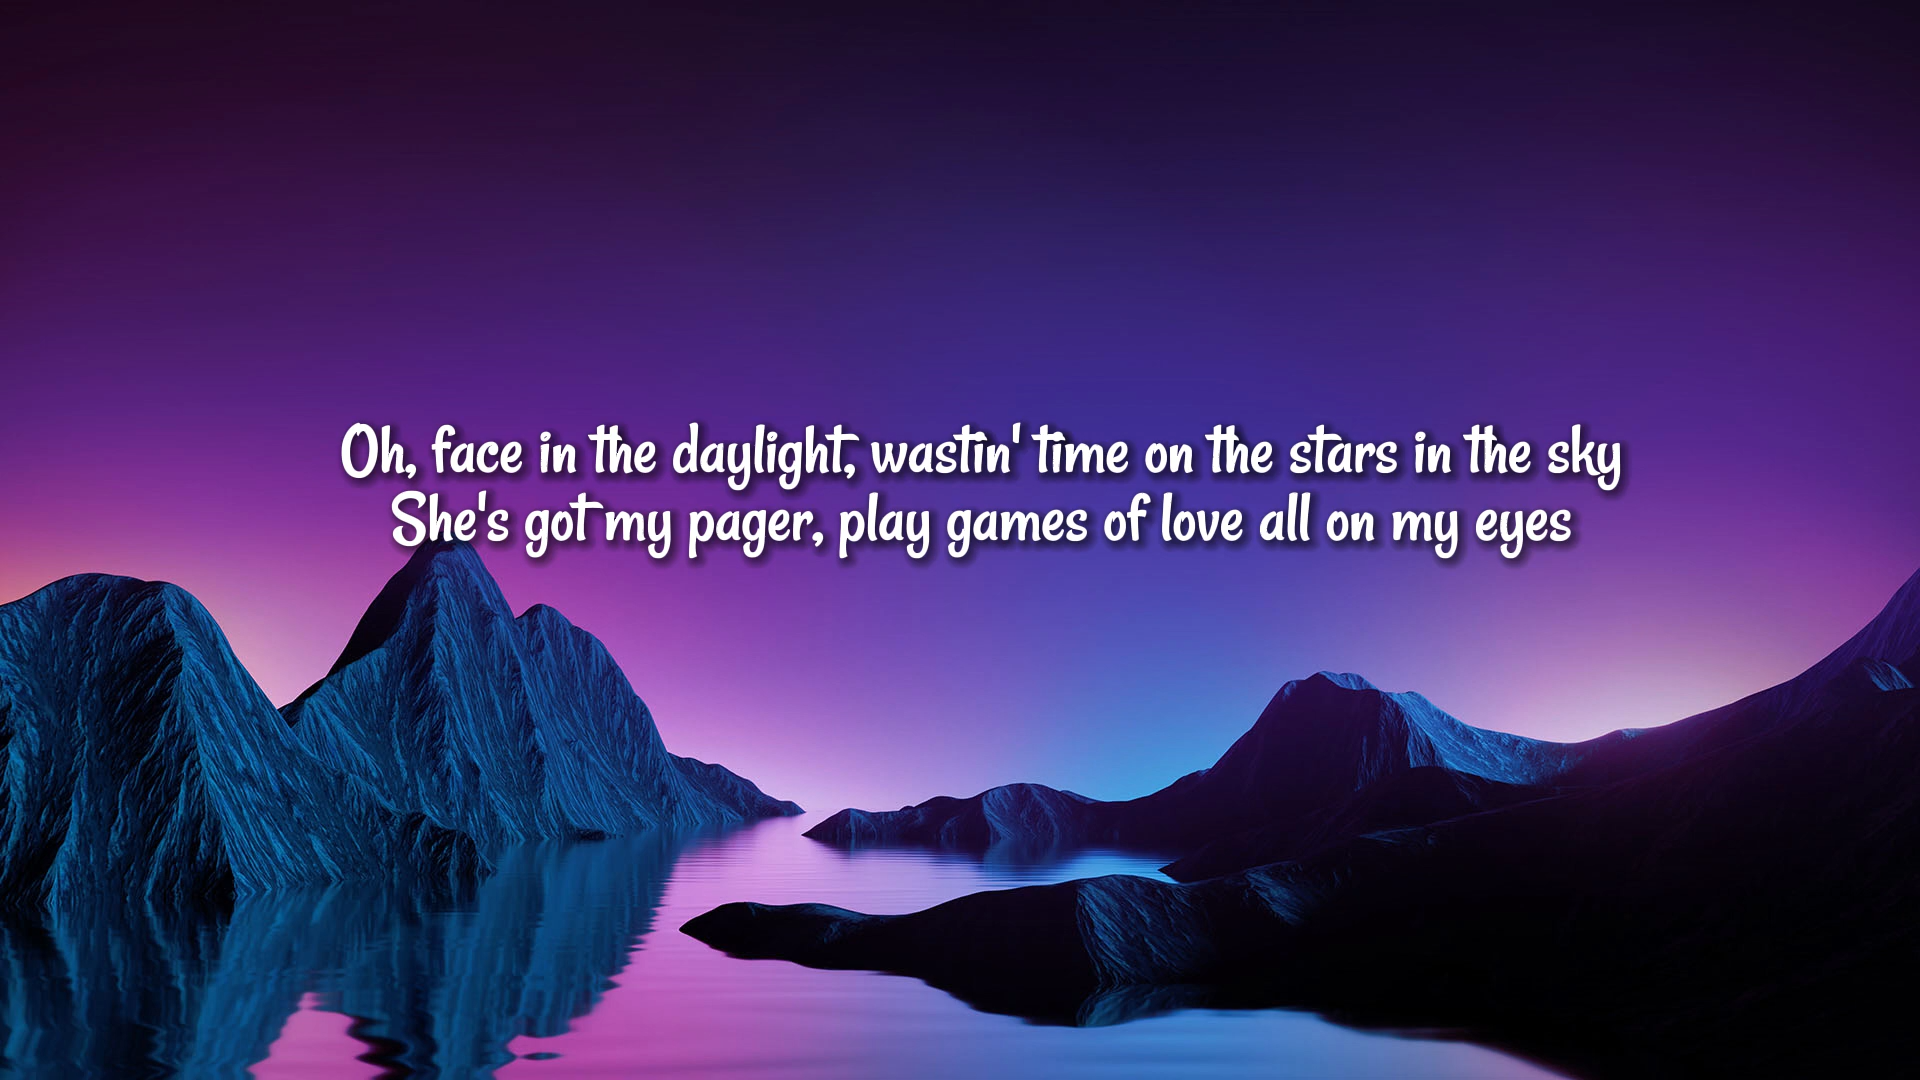 Oh, face in the daylight, wastin' time on the stars in the sky
She's got my pager, play games of love all on my eyes